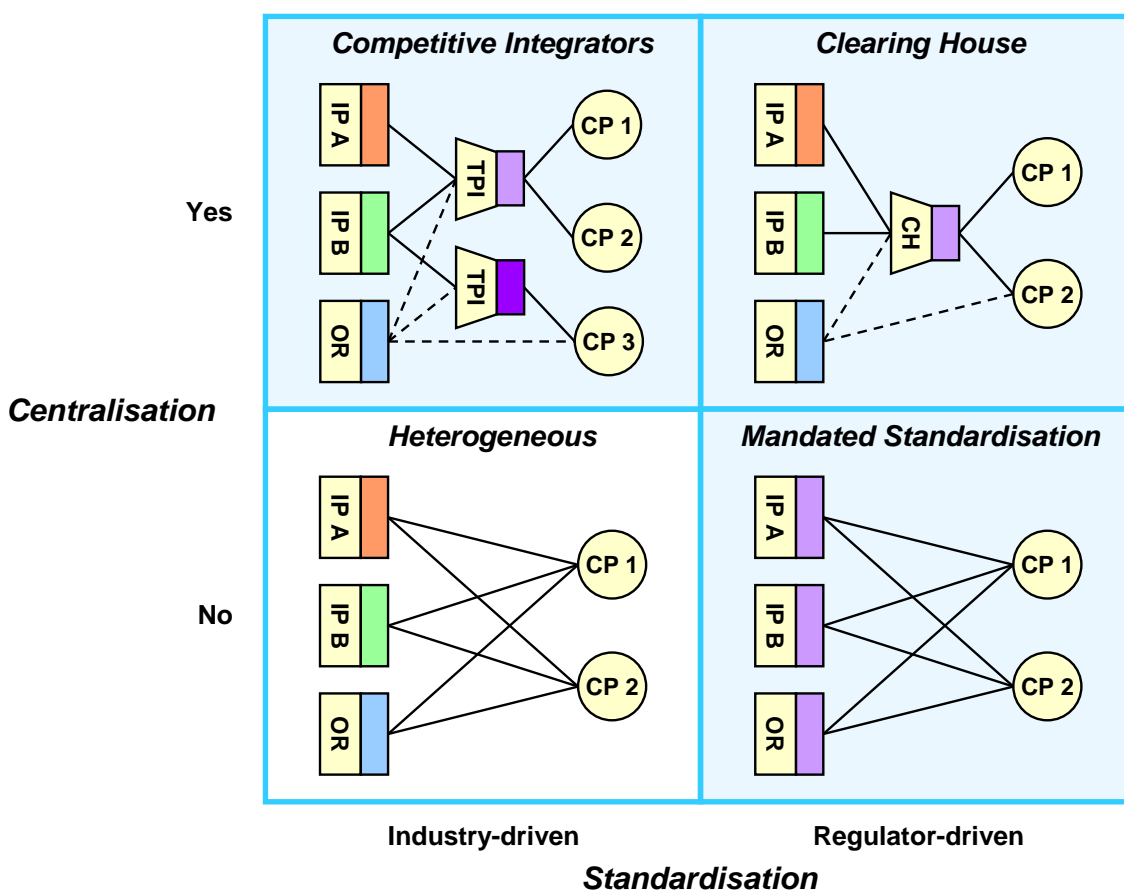 Competitive Integrators
IP A
IP B
OR
TPI
TPI
CP 1
CP 2
CP 3
Clearing House
IP A
IP B
OR
CH
CP 1
CP 2
Yes
Centralisation
No
Heterogeneous
IP A
IP B
OR
CP 1
CP 2
Mandated Standardisation
IP A
IP B
OR
CP 1
CP 2
Industry-driven
Regulator-driven
Standardisation